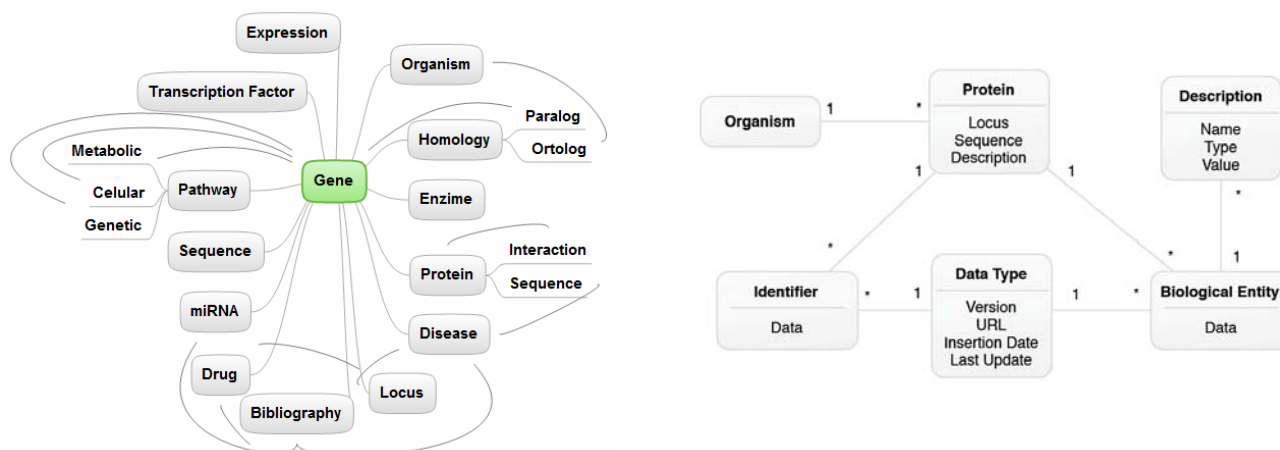 Expression
Organism
Transcription Factor
Paralog
Homology
Ortolog
Metabolic
Gene
Pathway
Celular
Enzime
Genetic
Sequence
Interaction
Protein
Sequence
miRNA
Disease
Drug
Locus
Bibliography
Organism
1
*
Protein
Locus
Sequence
Description
Description
Name
Type
Value
1
1
*
*
*
1
Identifier
Data
*
1
Data Type
Version
URL
Insertion Date
Last Update
1
*
Biological Entity
Data